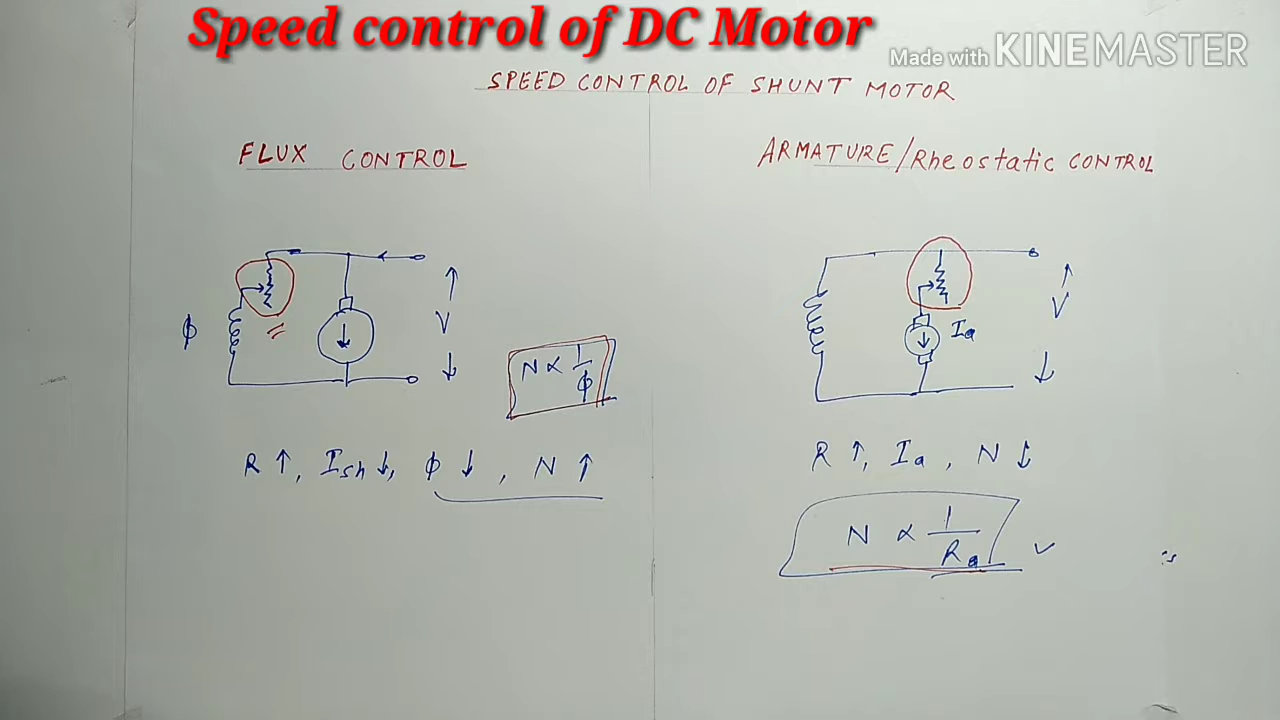 Speed control of DC Motor
Made with KINEMASTER
SPEED CONTROL OF SHUNT MOTOR
FLUX CONTROL
ARMATURE/Rheostatic CONTROL
ϕ
V
N ∝ 1/ϕ
Ia
V
R ↑, Ish ↓, ϕ ↓, N ↑
R ↑, Ia, N ↓
N ∝ 1/Ra